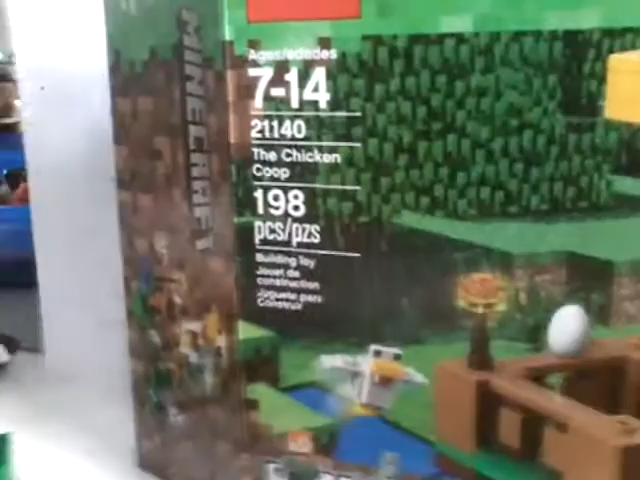 MINECRAFT
Ages/edades
7-14
21140
The Chicken
Coop
198
pcs/pzs
Building Toy
Jouet de
construction
Juguete para
Construir